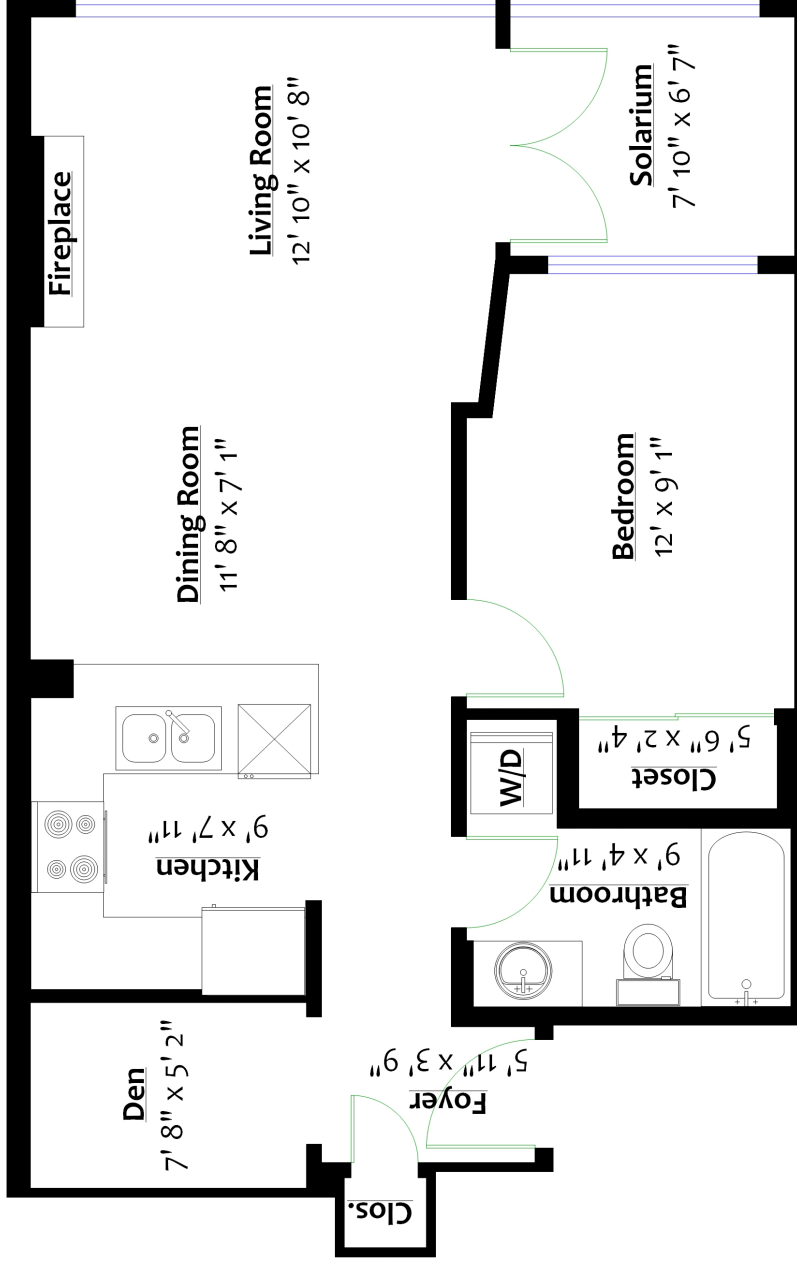 Fireplace
Living Room
12' 10" x 10' 8"
Solarium
7' 10" x 6' 7"
Dining Room
11' 8" x 7' 1"
Bedroom
12' x 9' 1"
Kitchen
9' x 7' 11"
W/D
Closet
5' 6" x 2' 4"
Bathroom
9' x 4' 11"
Den
7' 8" x 5' 2"
Foyer
5' 11" x 3' 9"
Clos.